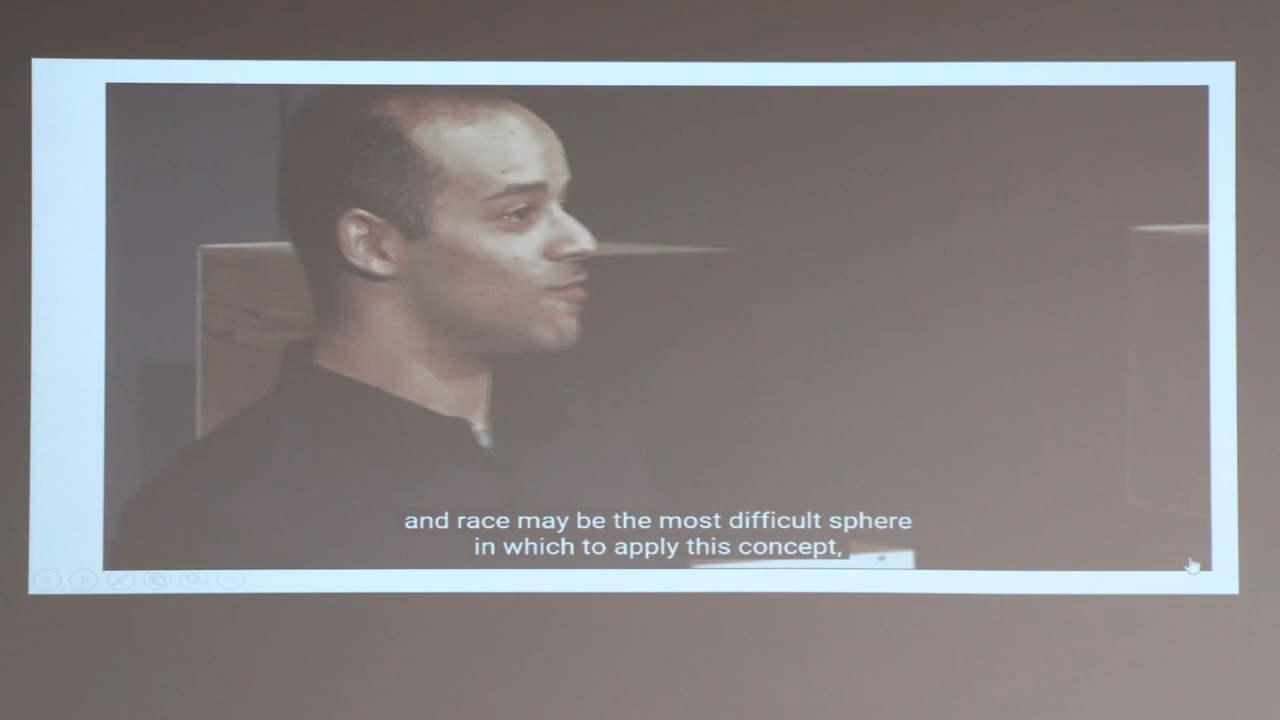 and race may be the most difficult sphere
in which to apply this concept,